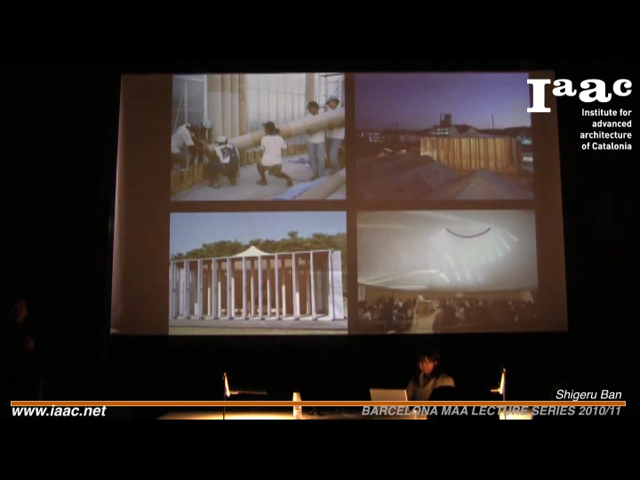 Iaac
Institute for
advanced
architecture
of Catalonia
Shigeru Ban
www.iaac.net
BARCELONA MAA LECTURE SERIES 2010/11